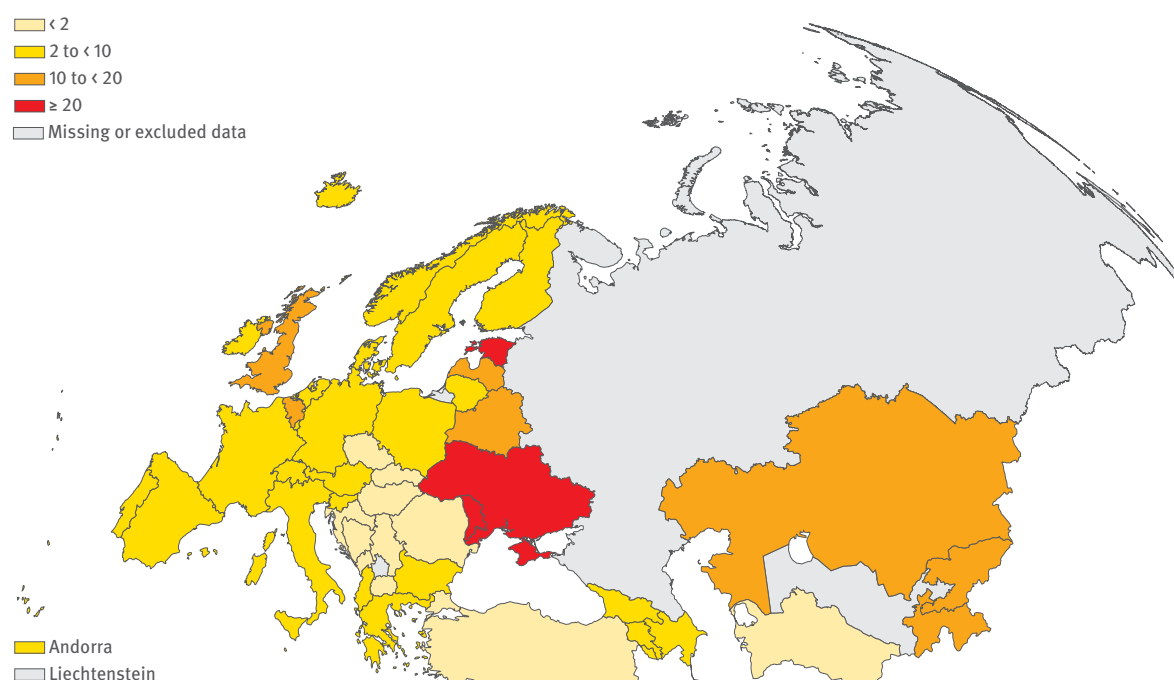 ‹ 2
2 to ‹ 10
10 to ‹ 20
≥ 20
Missing or excluded data
Andorra
Liechtenstein